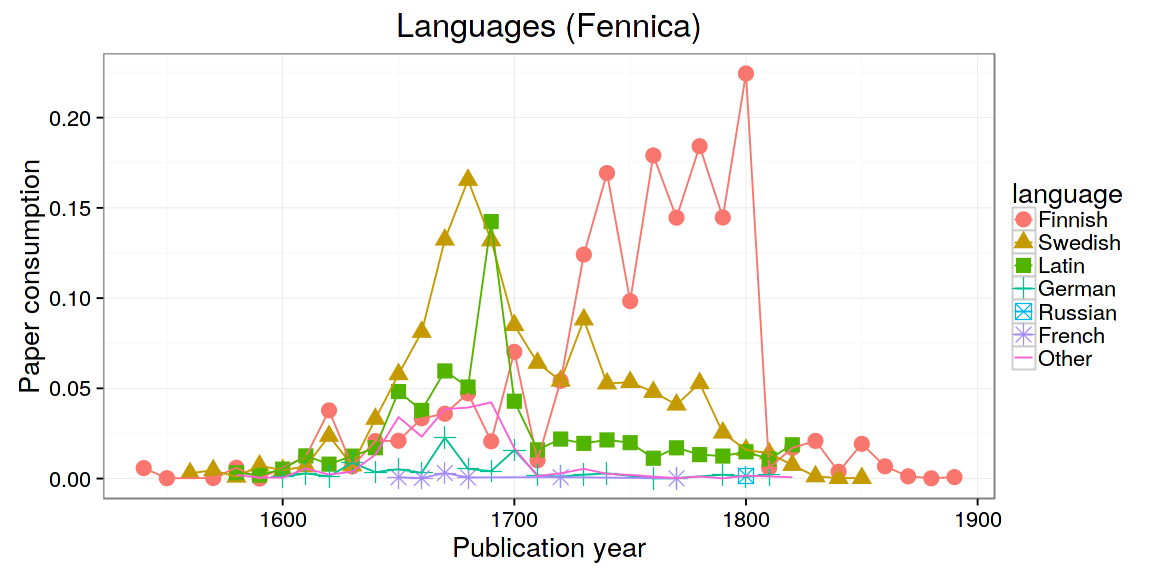 Languages (Fennica)
Paper consumption
0.20
0.15
0.10
0.05
0.00
1600
1700
1800
1900
Publication year
language
Finnish
Swedish
Latin
German
Russian
French
Other